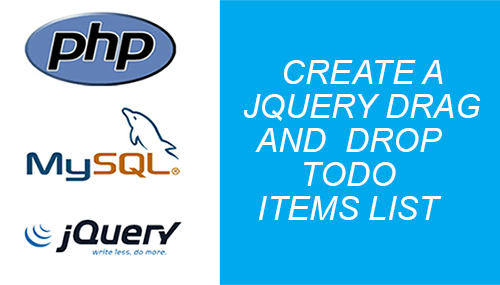 php
MySQL®
jQuery
write less, do more.
CREATE A
JQUERY DRAG
AND DROP
TODO
ITEMS LIST